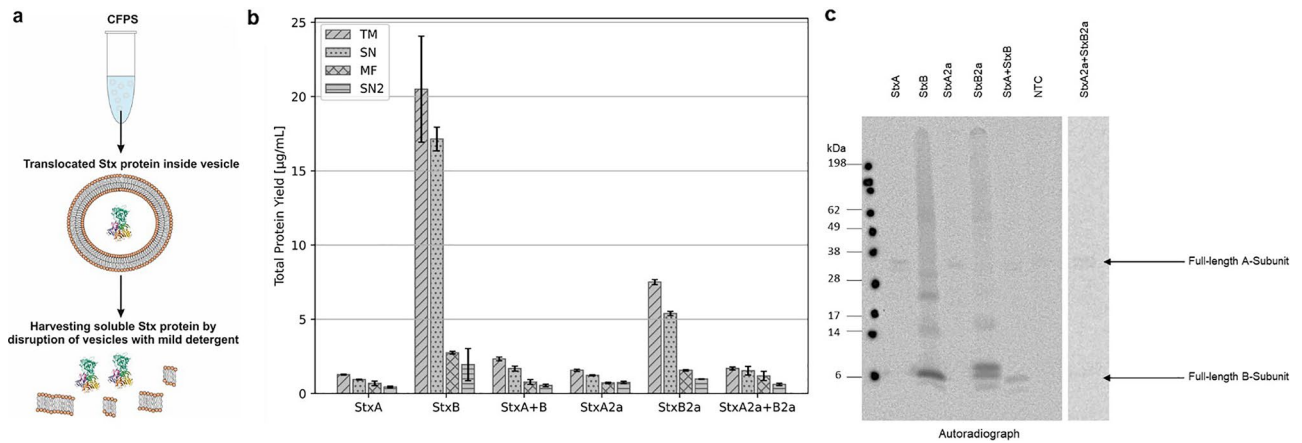 a
CFPS
Translocated Stx protein inside vesicle
Harvesting soluble Stx protein by
disruption of vesicles with mild detergent
b
Total Protein Yield [µg/mL]
25
20
15
10
5
0
TM
SN
MF
SN2
StxA
StxB
StxA+B
StxA2a
StxB2a
StxA2a+B2a
c
StxA
StxB
StxA2a
StxB2a
StxA+StxB
NTC
StxA2a+StxB2a
kDa
198
62
49
38
28
17
14
6
Full-length A-Subunit
Full-length B-Subunit
Autoradiograph